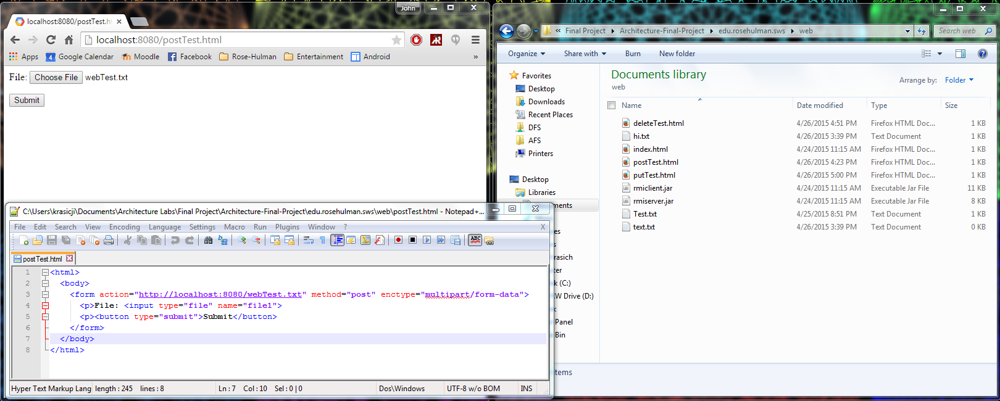 John
localhost:8080/postTest.h
localhost:8080/postTest.html
Apps Google Calendar Moodle Facebook Rose-Hulman Entertainment Android »
File: Choose File webTest.txt
Submit
C:\Users\krasicji\Documents\Architecture Labs\Final Project\Architecture-Final-Project\edu.rosehulman.sws\web\postTest.html - Notepad+...
File Edit Search View Encoding Language Settings Macro Run Plugins Window ? X
ABC
postTest.html
1 <html>
2 <body>
3 <form action="http://localhost:8080/webTest.txt" method="post" enctype="multipart/form-data">
4 <p>File: <input type="file" name="file1">
5 <p><button type="submit">Submit</button>
6 </form>
7 </body>
8 </html>
Hyper Text Markup Lang length : 245 lines : 8 Ln : 7 Col : 10 Sel : 0 | 0 Dos\Windows UTF-8 w/o BOM INS
« Final Project Architecture-Final-Project edu.rosehulman.sws web Search web
Organize Share with Burn New folder
Favorites
Desktop
Downloads
Recent Places
DFS
AFS
Printers
Desktop
Libraries
ments
es
s
rasich
ter
k (C:)
W Drive (D:)
k
Panel
Bin
Documents library
web
Arrange by: Folder
Name Date modified Type Size
deleteTest.html 4/26/2015 4:51 PM Firefox HTML Doc... 1 KB
hi.txt 4/26/2015 3:39 PM Text Document 1 KB
index.html 4/24/2015 11:15 AM Firefox HTML Doc... 1 KB
postTest.html 4/26/2015 4:23 PM Firefox HTML Doc... 1 KB
putTest.html 4/26/2015 5:00 PM Firefox HTML Doc... 1 KB
rmiclient.jar 4/24/2015 11:15 AM Executable Jar File 11 KB
rmiserver.jar 4/24/2015 11:15 AM Executable Jar File 8 KB
Test.txt 4/25/2015 8:51 PM Text Document 1 KB
text.txt 4/26/2015 3:39 PM Text Document 0 KB
tems